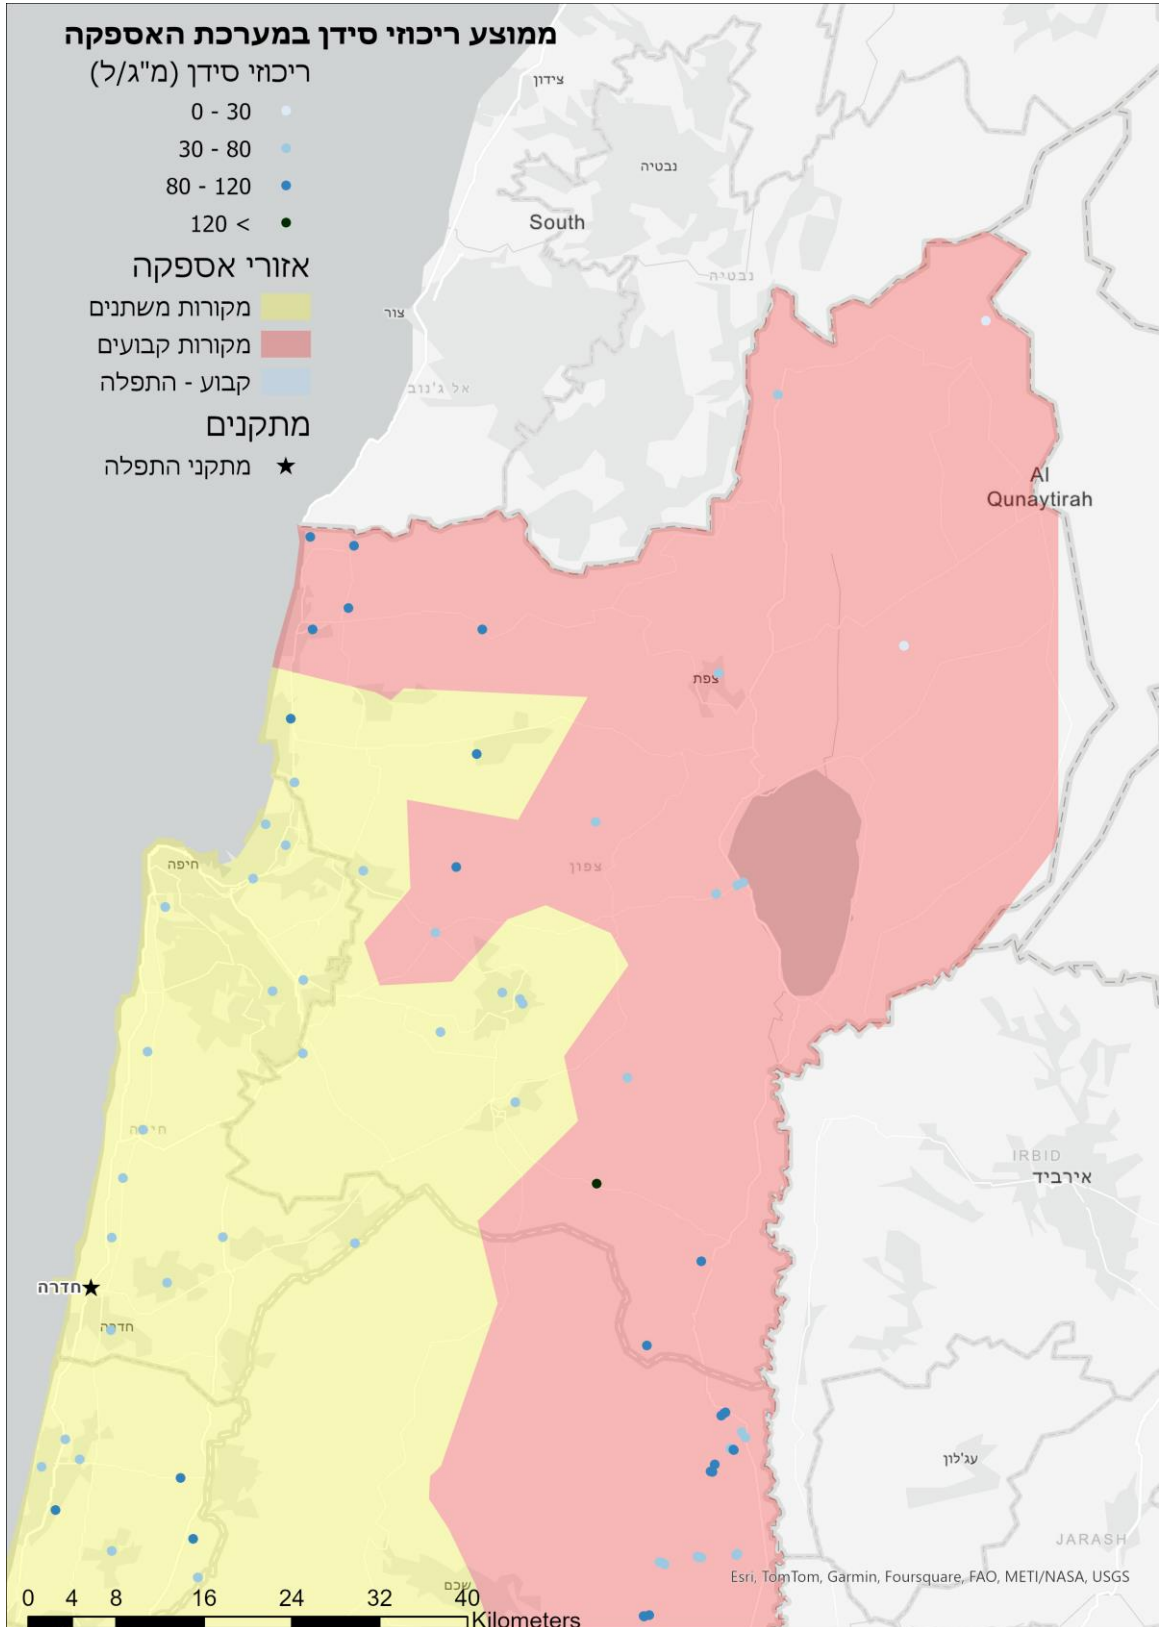 ממוצע ריכוזי סידן במערכת האספקה
ריכוזי סידן (מ"ג/ל)
0 - 30
30 - 80
80 - 120
120 <
אזורי אספקה
מקורות משתנים
מקורות קבועים
קבוע - התפלה
מתקנים
מתקני התפלה
צידון
נבטיה
South
נבטיה
צור
אל ג'נוב
Al
Qunaytirah
צפת
חיפה
צפון
חיפה
IRBID
אירביד
חדרה
חדרה
עג'לון
JARASH
שכם
Esri, TomTom, Garmin, Foursquare, FAO, METI/NASA, USGS
0 4 8 16 24 32 40
Kilometers